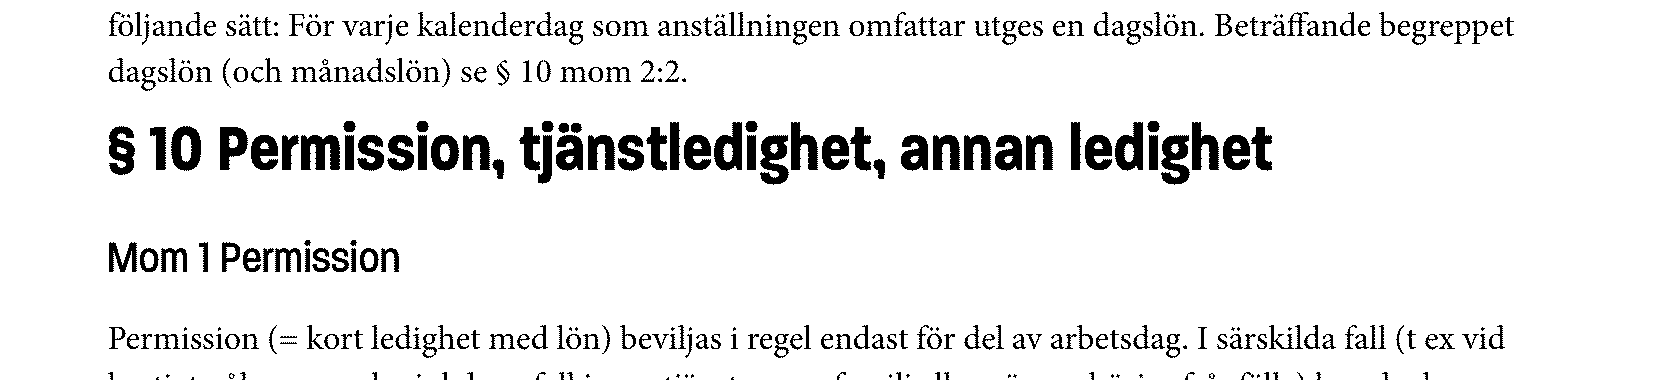 följande sätt: För varje kalenderdag som anställningen omfattar utges en dagslön. Beträffande begreppet
dagslön (och månadslön) se § 10 mom 2:2.
§ 10 Permission, tjänstledighet, annan ledighet
Mom 1 Permission
Permission (= kort ledighet med lön) beviljas i regel endast för del av arbetsdag. I särskilda fall (t ex vid